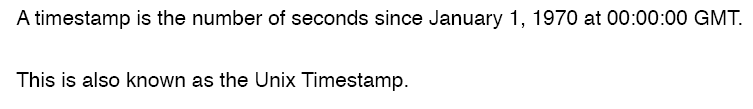 A timestamp is the number of seconds since January 1, 1970 at 00:00:00 GMT.
This is also known as the Unix Timestamp.